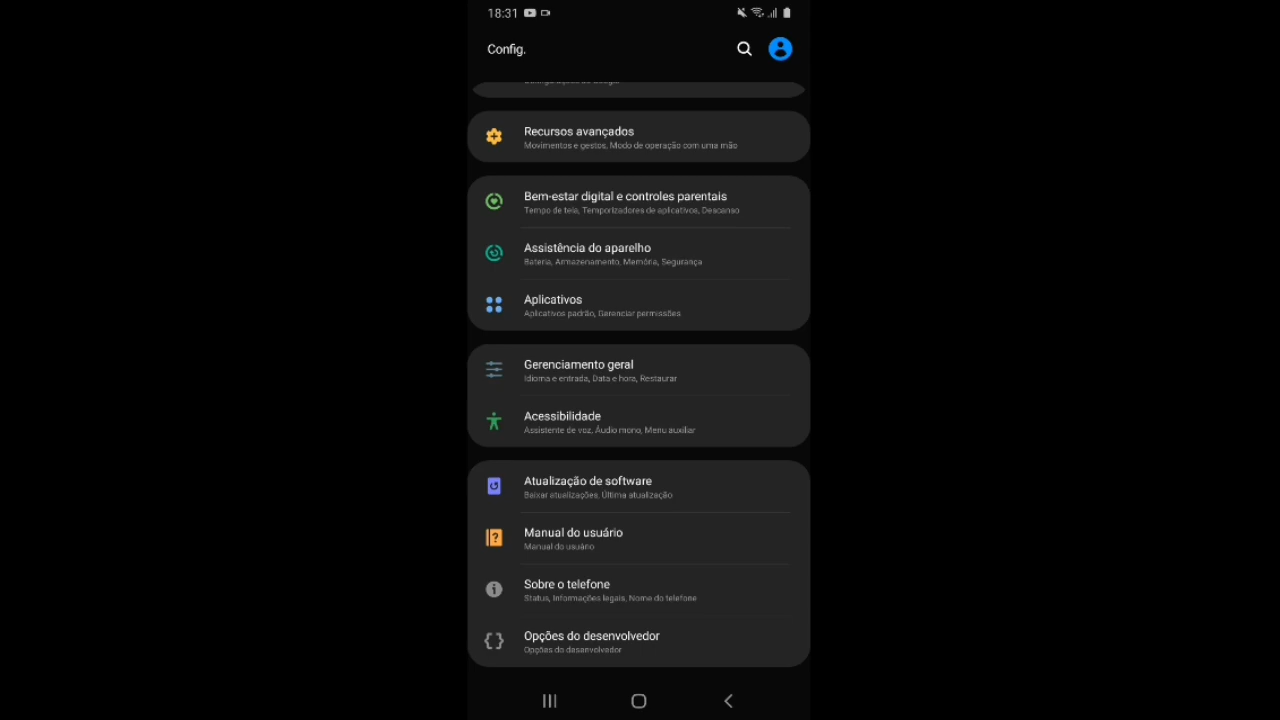 18:31
Config.
Recursos avançados
Movimentos e gestos, Modo de operação com uma mão
Bem-estar digital e controles parentais
Tempo de tela, Temporizadores de aplicativos, Descanso
Assistência do aparelho
Bateria, Armazenamento, Memória, Segurança
Aplicativos
Aplicativos padrão, Gerenciar permissões
Gerenciamento geral
Idioma e entrada, Data e hora, Restaurar
Acessibilidade
Assistente de voz, Áudio mono, Menu auxiliar
Atualização de software
Baixar atualizações, Última atualização
Manual do usuário
Manual do usuário
Sobre o telefone
Status, Informações legais, Nome do telefone
Opções do desenvolvedor
Opções do desenvolvedor